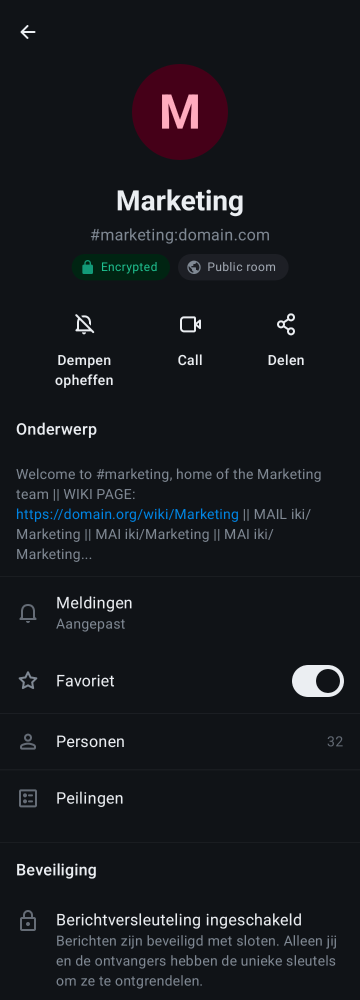 M
Marketing
#marketing:domain.com
Encrypted
Public room
Dempen
opheffen
Call
Delen
Onderwerp
Welcome to #marketing, home of the Marketing
team || WIKI PAGE:
https://domain.org/wiki/Marketing || MAIL iki/
Marketing || MAI iki/Marketing || MAI iki/
Marketing...
Meldingen
Aangepast
Favoriet
Personen 32
Peilingen
Beveiliging
Berichtversleuteling ingeschakeld
Berichten zijn beveiligd met sloten. Alleen jij
en de ontvangers hebben de unieke sleutels
om ze te ontgrendelen.